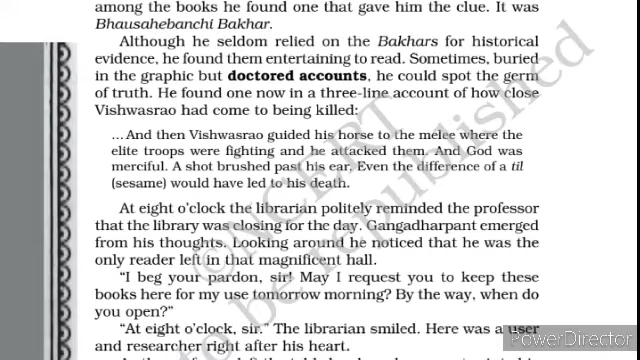 among the books he found one that gave him the clue. It was
Bhausahebanchi Bakhar.
Although he seldom relied on the Bakhars for historical
evidence, he found them entertaining to read. Sometimes, buried
in the graphic but doctored accounts, he could spot the germ
of truth. He found one now in a three-line account of how close
Vishwasrao had come to being killed:
... And then Vishwasrao guided his horse to the melee where the
elite troops were fighting and he attacked them. And God was
merciful. A shot brushed past his ear. Even the difference of a til
(sesame) would have led to his death.
At eight o'clock the librarian politely reminded the professor
that the library was closing for the day. Gangadharpant emerged
from his thoughts. Looking around he noticed that he was the
only reader left in that magnificent hall.
"I beg your pardon, sir! May I request you to keep these
books here for my use tomorrow morning? By the way, when do
you open?"
"At eight o'clock, sir." The librarian smiled. Here was a user
and researcher right after his heart.
PowerDirector
© NCERT
to be republished